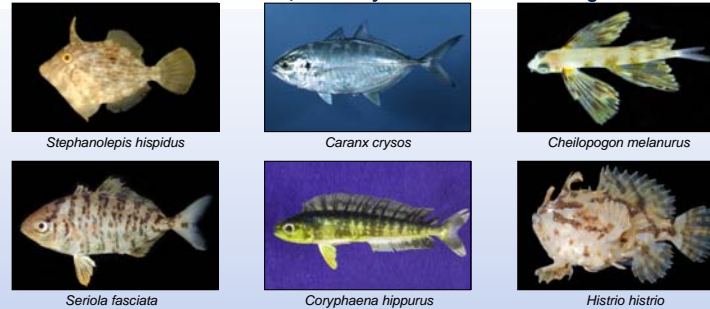 Stephanolepis hispidus
Caranx crysos
Cheilopogon melanurus
Seriola fasciata
Coryphaena hippurus
Histrio histrio